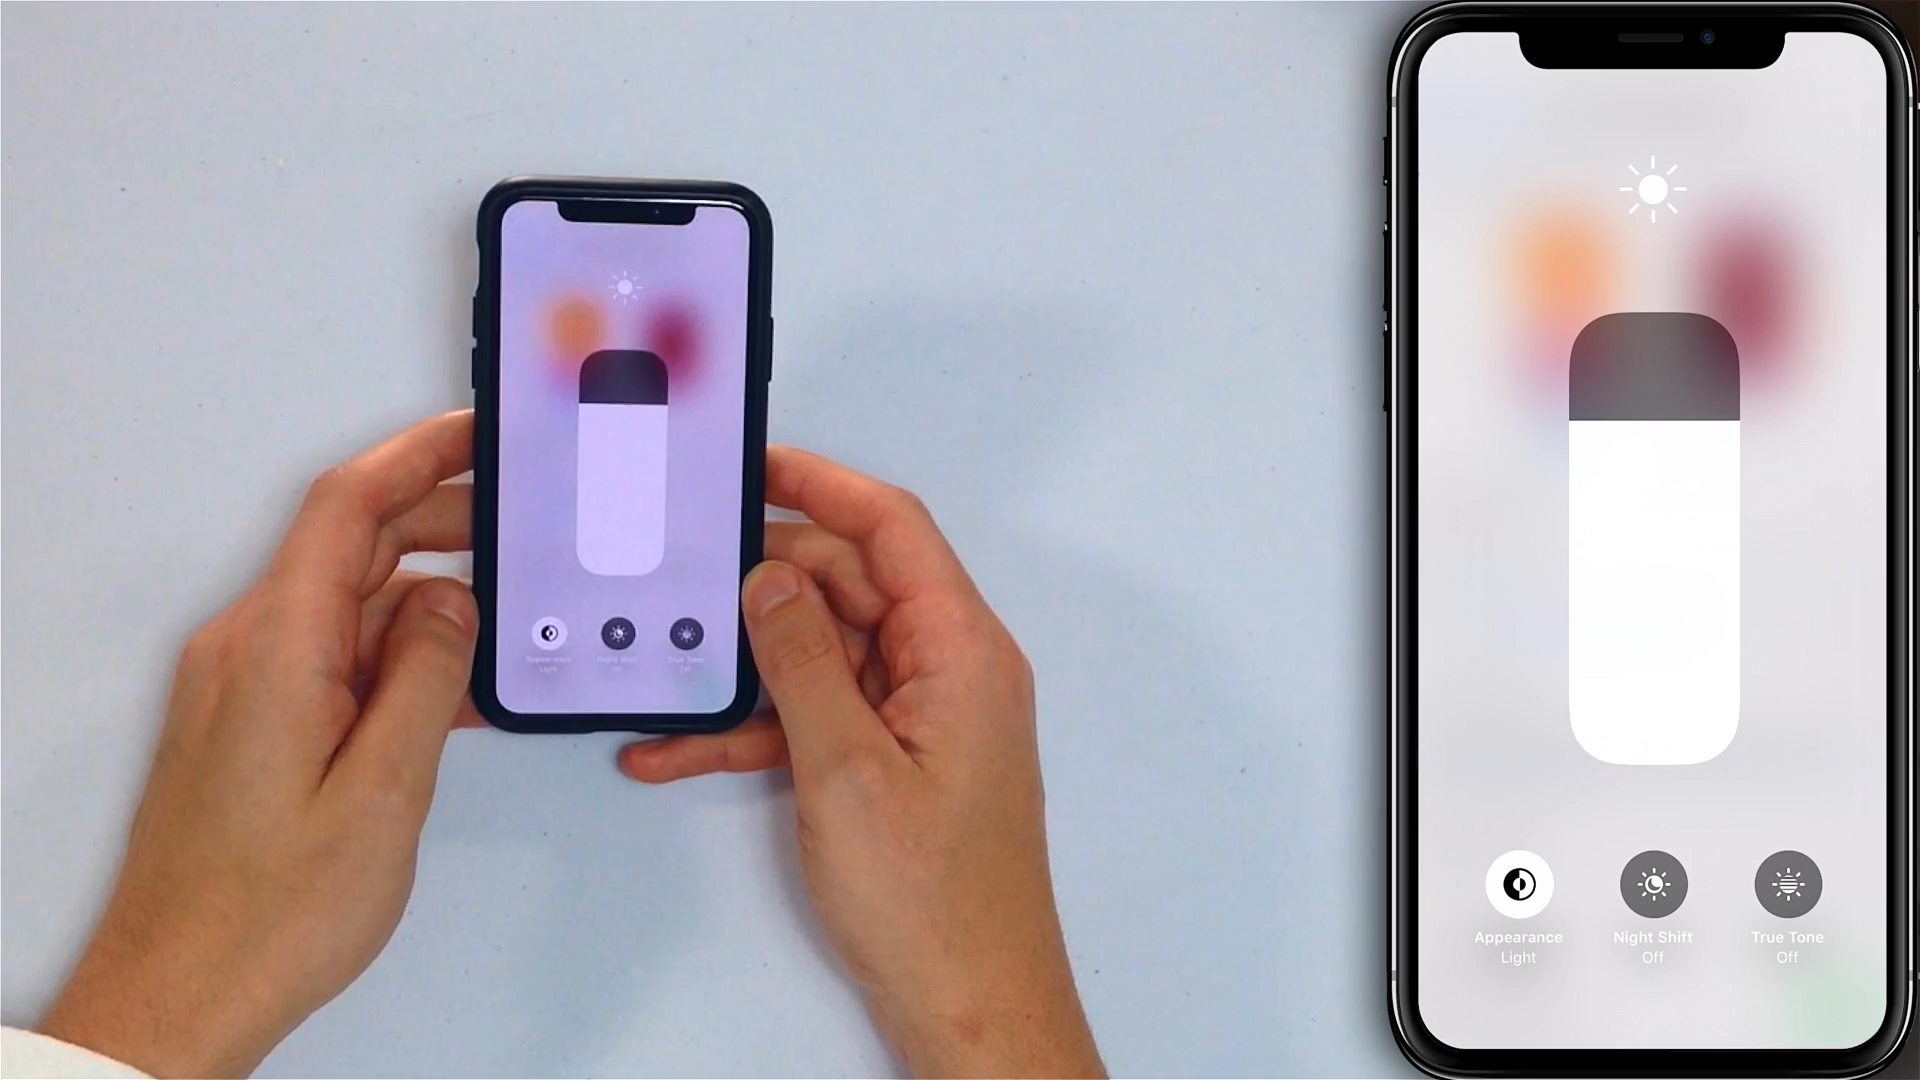 Appearance
Light
Night Shift
Off
True Tone
Off